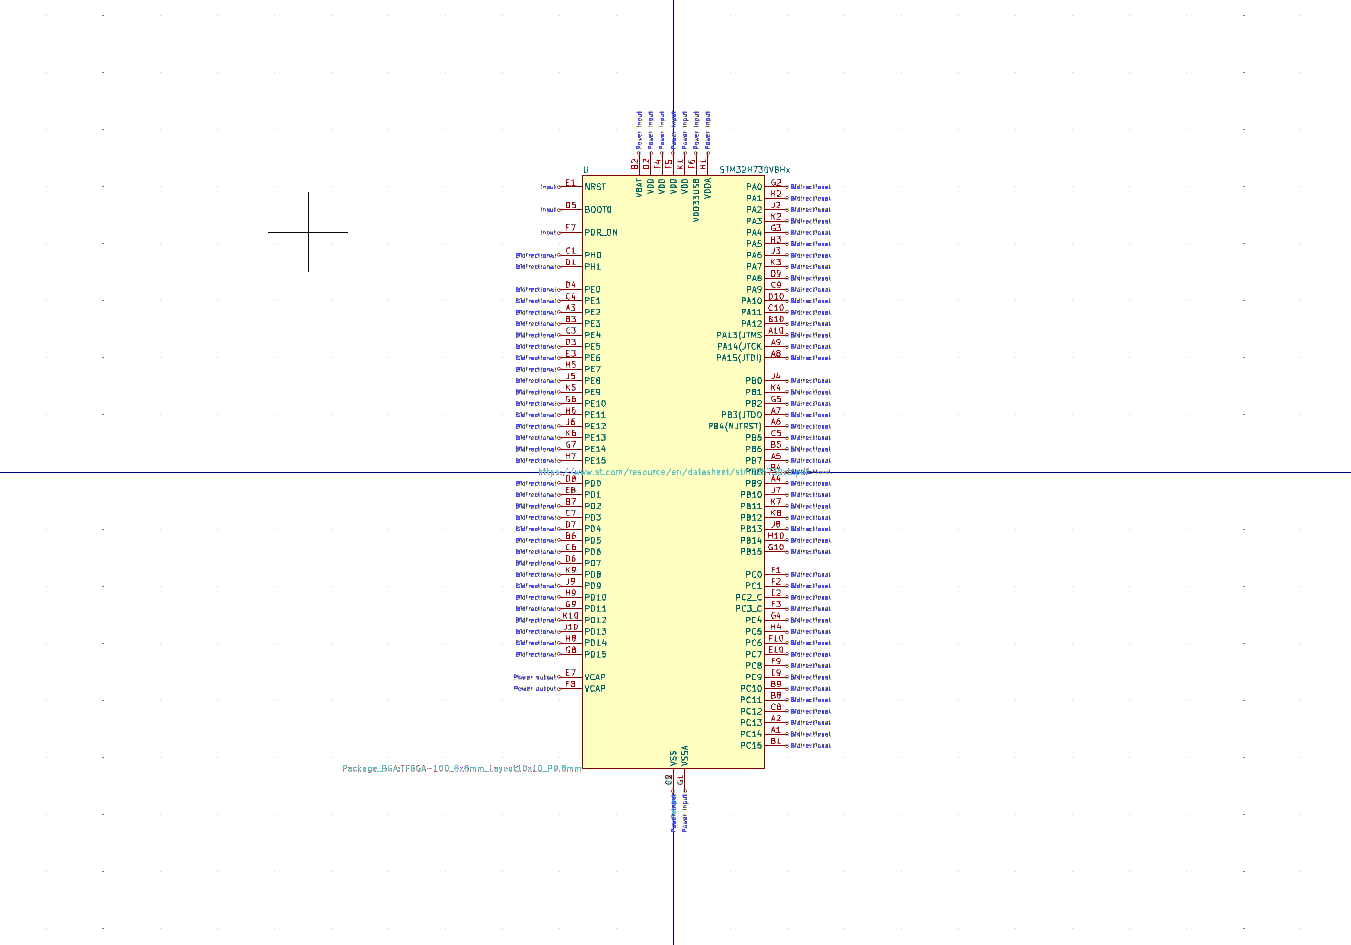 Power input Power input Power input Power input Power input Power input Power input
B2 D2 F4 F5 K1 F6 H1
U STM32H730VBHx
VBAT VDD VDD VDD VDD VDD33USB VDDA
Input E1 NRST PA0 G2 Bidirectional
PA1 H2 Bidirectional
Input D5 BOOT0 PA2 J2 Bidirectional
PA3 K2 Bidirectional
Input F7 PDR_ON PA4 G3 Bidirectional
PA5 H3 Bidirectional
Bidirectional C1 PH0 PA6 J3 Bidirectional
Bidirectional D1 PH1 PA7 K3 Bidirectional
PA8 D9 Bidirectional
Bidirectional D4 PE0 PA9 C9 Bidirectional
Bidirectional C4 PE1 PA10 D10 Bidirectional
Bidirectional A3 PE2 PA11 C10 Bidirectional
Bidirectional B3 PE3 PA12 B10 Bidirectional
Bidirectional C3 PE4 PA13(JTMS A10 Bidirectional
Bidirectional D3 PE5 PA14(JTCK A9 Bidirectional
Bidirectional E3 PE6 PA15(JTDI) A8 Bidirectional
Bidirectional H5 PE7
Bidirectional J5 PE8 PB0 J4 Bidirectional
Bidirectional K5 PE9 PB1 K4 Bidirectional
Bidirectional G6 PE10 PB2 G5 Bidirectional
Bidirectional H6 PE11 PB3(JTDO A7 Bidirectional
Bidirectional J6 PE12 PB4(NJTRST) A6 Bidirectional
Bidirectional K6 PE13 PB5 C5 Bidirectional
Bidirectional G7 PE14 PB6 B5 Bidirectional
Bidirectional H7 PE15 PB7 A5 Bidirectional
https://www.st.com/resource/en/datasheet/ B4
Bidirectional D8 PD0 PB9 A4 Bidirectional
Bidirectional E8 PD1 PB10 J7 Bidirectional
Bidirectional B7 PD2 PB11 K7 Bidirectional
Bidirectional C7 PD3 PB12 K8 Bidirectional
Bidirectional D7 PD4 PB13 J8 Bidirectional
Bidirectional B6 PD5 PB14 H10 Bidirectional
Bidirectional C6 PD6 PB15 G10 Bidirectional
Bidirectional D6 PD7
Bidirectional K9 PD8 PC0 F1 Bidirectional
Bidirectional J9 PD9 PC1 F2 Bidirectional
Bidirectional H9 PD10 PC2_C E2 Bidirectional
Bidirectional G9 PD11 PC3_C F3 Bidirectional
Bidirectional K10 PD12 PC4 G4 Bidirectional
Bidirectional J10 PD13 PC5 H4 Bidirectional
Bidirectional H8 PD14 PC6 F10 Bidirectional
Bidirectional G8 PD15 PC7 E10 Bidirectional
PC8 F9 Bidirectional
Power output E7 VCAP PC9 E9 Bidirectional
Power output F8 VCAP PC10 B9 Bidirectional
PC11 B8 Bidirectional
PC12 C8 Bidirectional
PC13 A2 Bidirectional
PC14 A1 Bidirectional
PC15 B1 Bidirectional
VSS VSSA
Package_BGA:TFBGA-100_8x8mm_Layout10x10_P0.8mm
G1
Power input Power input